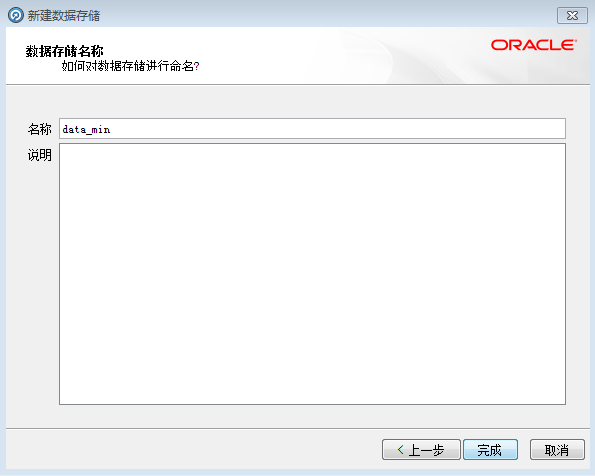 新建数据存储
数据存储名称
如何对数据存储进行命名?
ORACLE
名称 data_min
说明
< 上一步 完成 取消